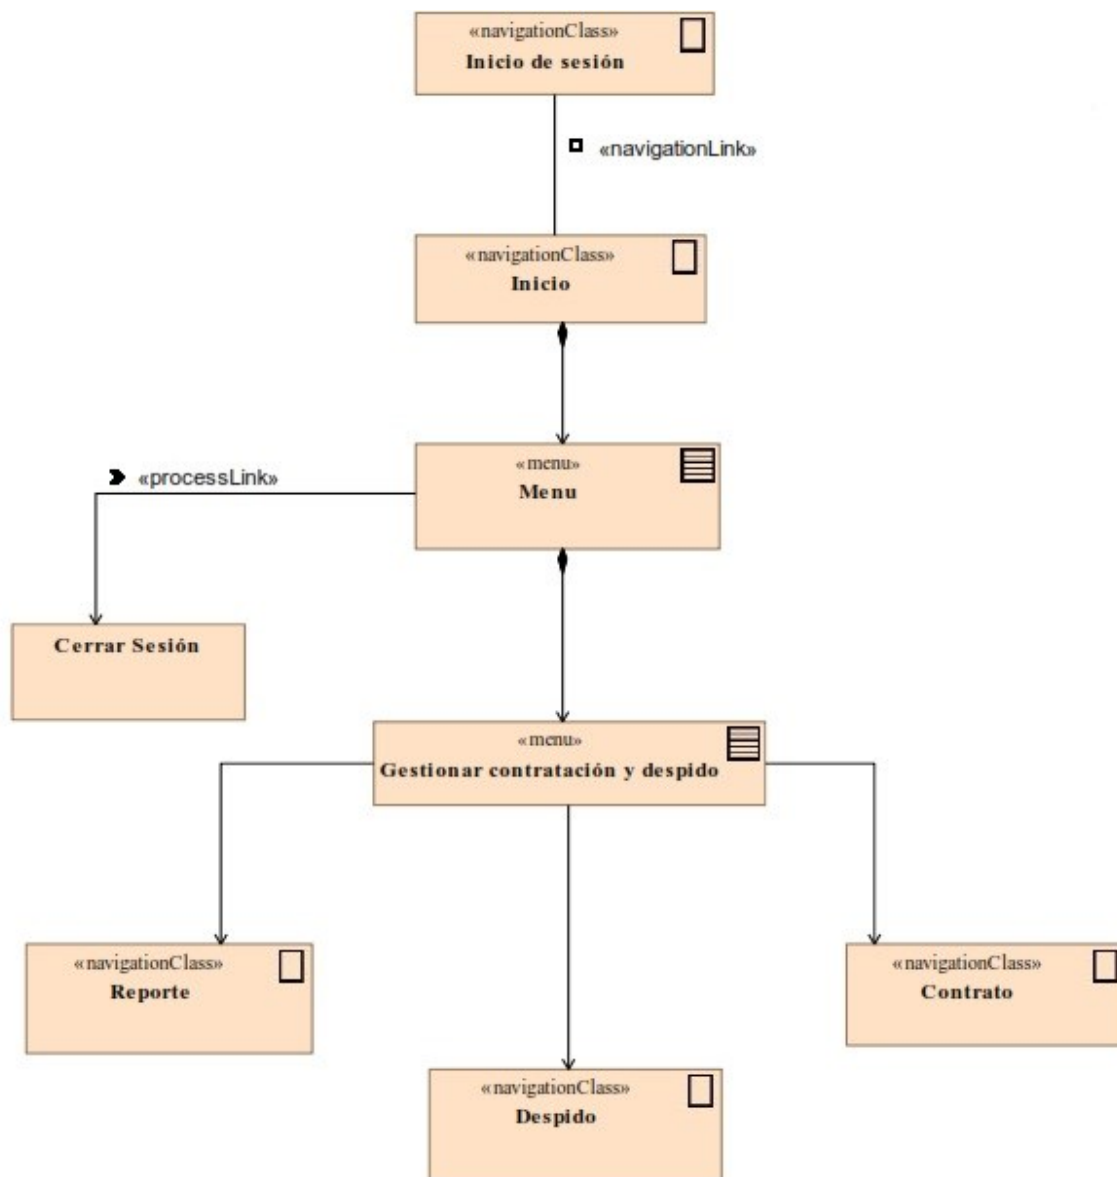 «navigationClass»
Inicio de sesión
«navigationLink»
«navigationClass»
Inicio
«menu»
Menu
«processLink»
Cerrar Sesión
«menu»
Gestionar contratación y despido
«navigationClass»
Reporte
«navigationClass»
Contrato
«navigationClass»
Despido